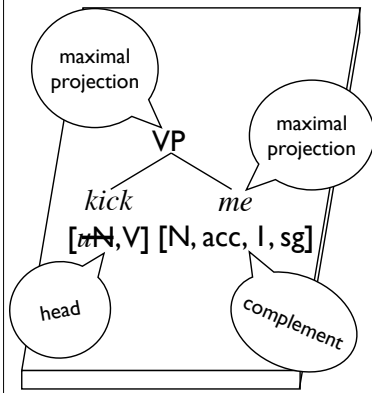 maximal
projection
VP
maximal
projection
kick me
[uN, V] [N, acc, 1, sg]
head
complement